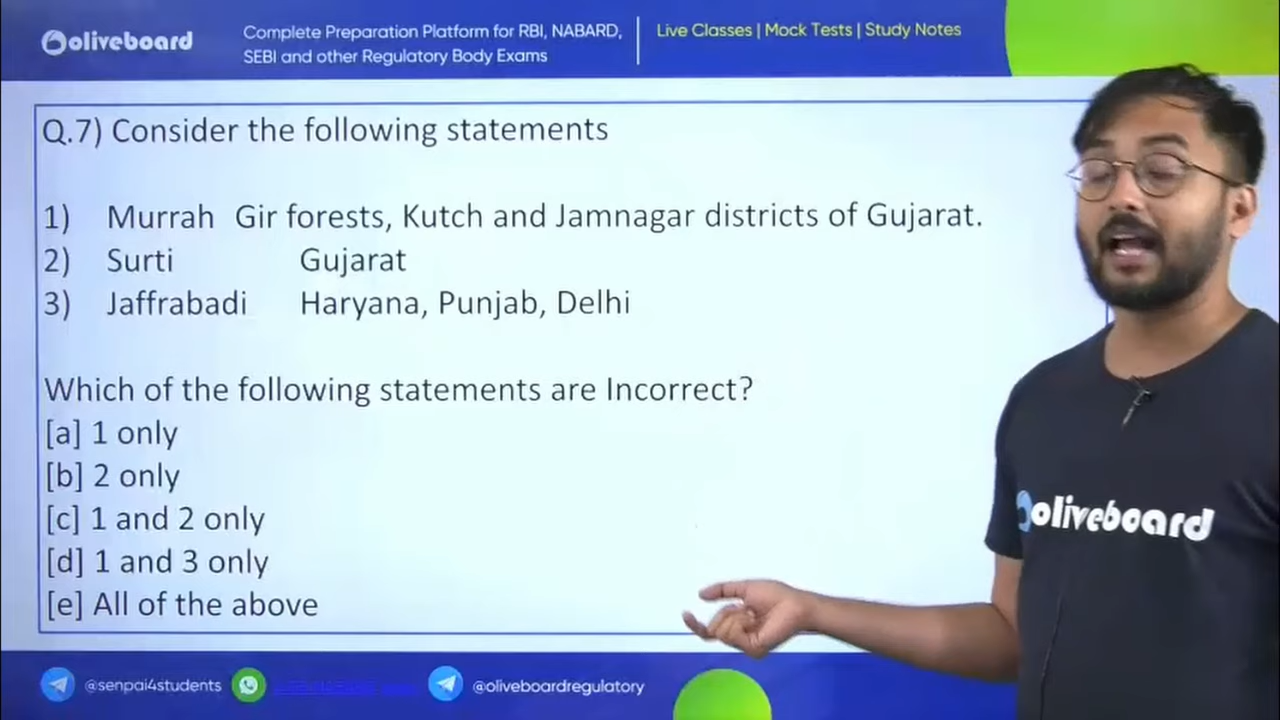 oliveboard
Complete Preparation Platform for RBI, NABARD,
SEBI and other Regulatory Body Exams
Live Classes | Mock Tests | Study Notes
Q.7) Consider the following statements
1) Murrah Gir forests, Kutch and Jamnagar districts of Gujarat.
2) Surti Gujarat
3) Jaffrabadi Haryana, Punjab, Delhi
Which of the following statements are Incorrect?
[a] 1 only
[b] 2 only
[c] 1 and 2 only
[d] 1 and 3 only
[e] All of the above
oliveboard
@senpai4students
@oliveboardregulatory